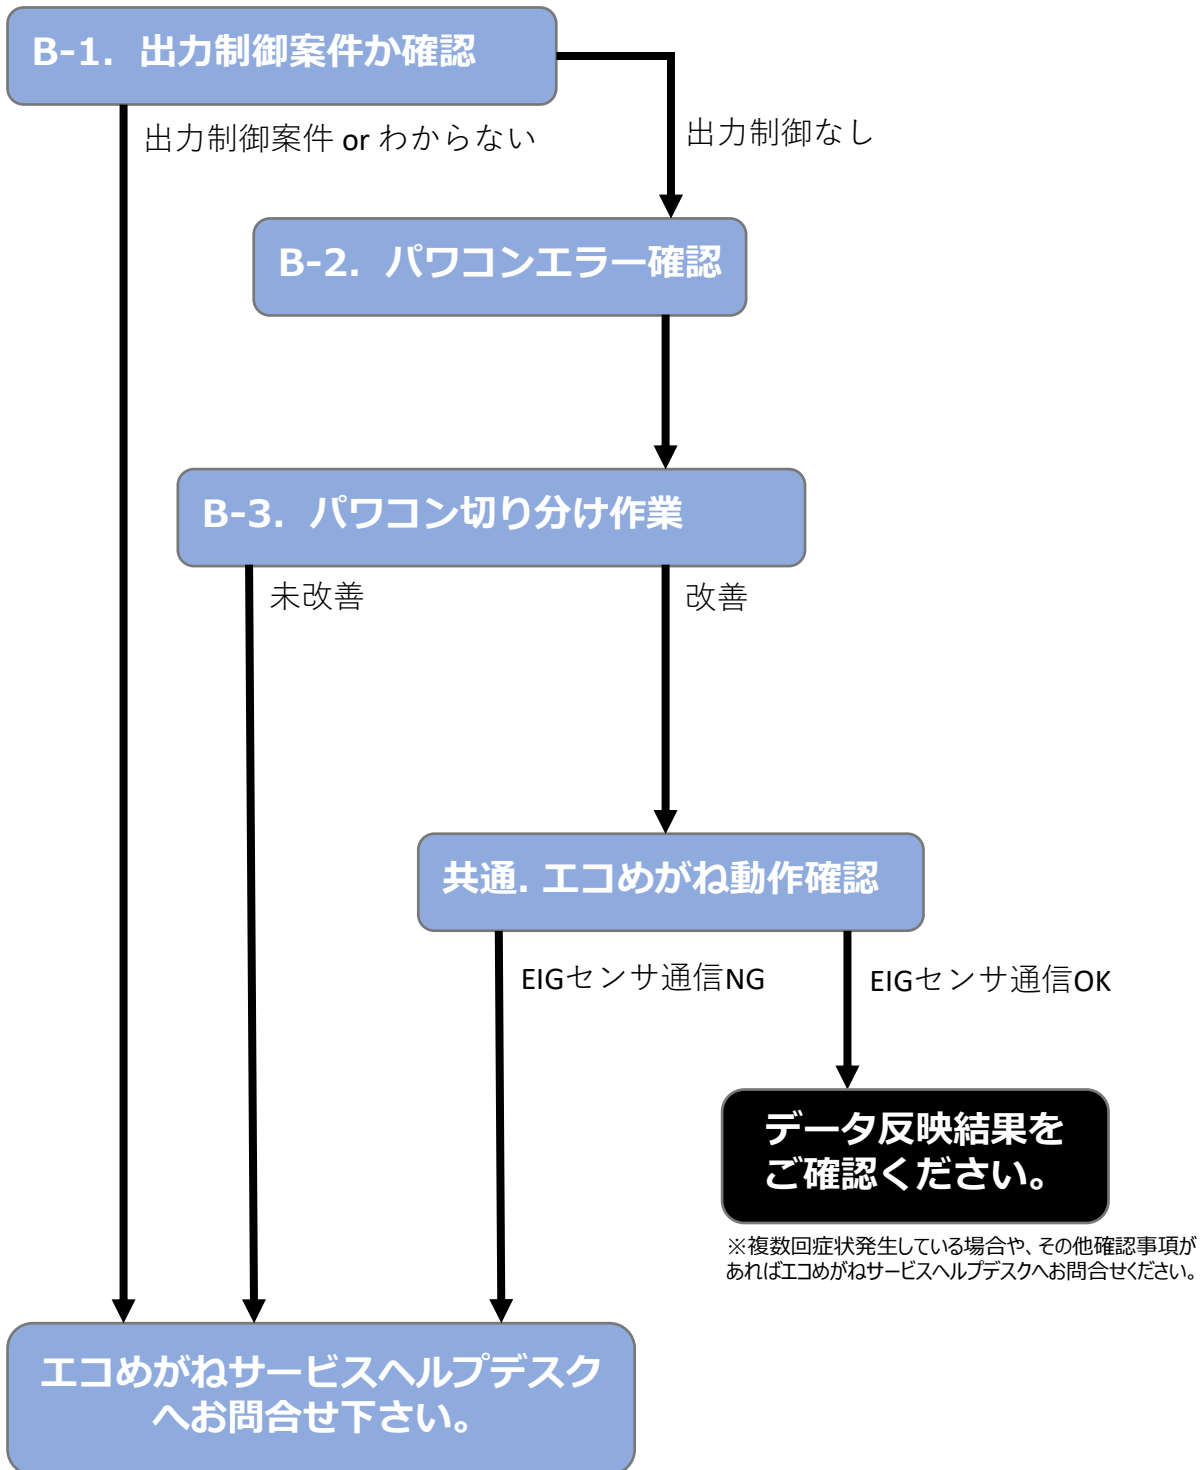 B-1. 出力制御案件か確認
出力制御案件 or わからない
出力制御なし
B-2. パワコンエラー確認
B-3. パワコン切り分け作業
未改善
改善
共通. エコめがね動作確認
EIGセンサ通信NG
EIGセンサ通信OK
データ反映結果を
ご確認ください。
※複数回症状発生している場合や、その他確認事項が
あればエコめがねサービスヘルプデスクへお問合せください。
エコめがねサービスヘルプデスク
へお問合せ下さい。